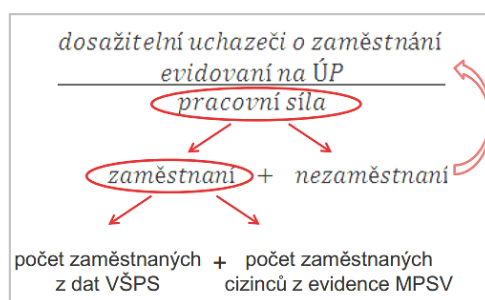 dosažitelní uchazeči o zaměstnání
evidovaní na ÚP
pracovní síla
zaměstnaní + nezaměstnaní
počet zaměstnaných + počet zaměstnaných
z dat VŠPS cizinců z evidence MPSV